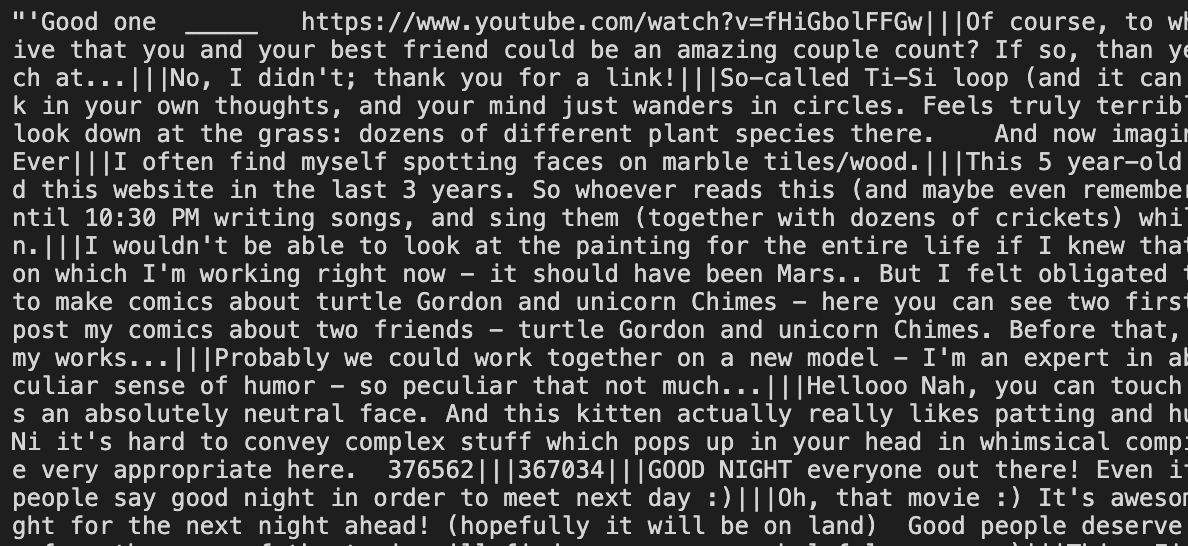 "'Good one  _____   https://www.youtube.com/watch?v=fHiGbolFFGw|||Of course, to
ive that you and your best friend could be an amazing couple count? If so, than
ch at...|||No, I didn't; thank you for a link!|||So-called Ti-Si loop (and it can
k in your own thoughts, and your mind just wanders in circles. Feels truly
look down at the grass: dozens of different plant species there.    And now
Ever|||I often find myself spotting faces on marble tiles/wood.|||This 5 year-old
d this website in the last 3 years. So whoever reads this (and maybe even
ntil 10:30 PM writing songs, and sing them (together with dozens of crickets)
n.|||I wouldn't be able to look at the painting for the entire life if I knew that
on which I'm working right now – it should have been Mars.. But I felt obligated
to make comics about turtle Gordon and unicorn Chimes – here you can see two first
post my comics about two friends – turtle Gordon and unicorn Chimes. Before that,
my works...|||Probably we could work together on a new model – I'm an expert in
culiar sense of humor – so peculiar that not much...|||Hellooo Nah, you can touch
s an absolutely neutral face. And this kitten actually really likes patting and
Ni it's hard to convey complex stuff which pops up in your head in whimsical
e very appropriate here.  376562|||367034|||GOOD NIGHT everyone out there! Even
people say good night in order to meet next day :)|||Oh, that movie :) It's
ght for the next night ahead! (hopefully it will be on land)  Good people deserve